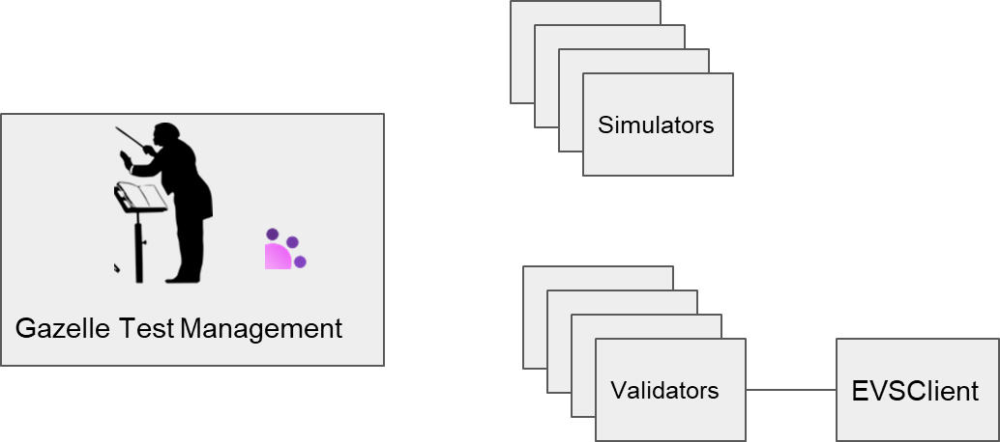 Simulators
Gazelle Test Management
Validators
EVSClient